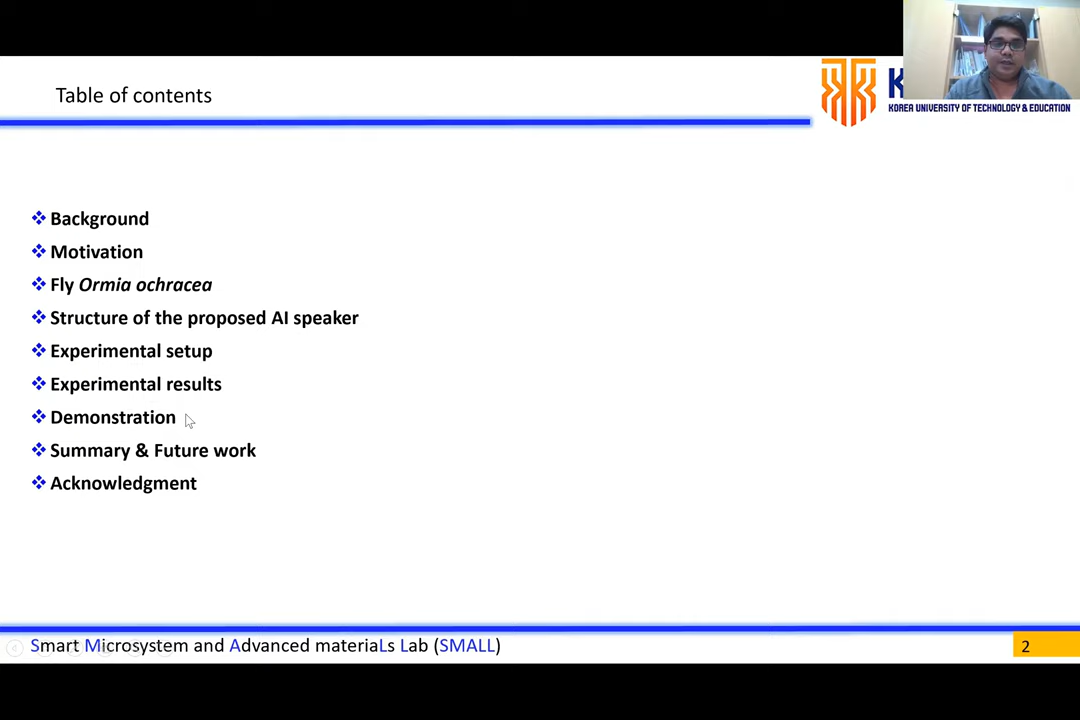 Table of contents
KOREA UNIVERSITY OF TECHNOLOGY & EDUCATION
Background
Motivation
Fly Ormia ochracea
Structure of the proposed AI speaker
Experimental setup
Experimental results
Demonstration
Summary & Future work
Acknowledgment
Smart Microsystem and Advanced materiaLs Lab (SMALL)
2